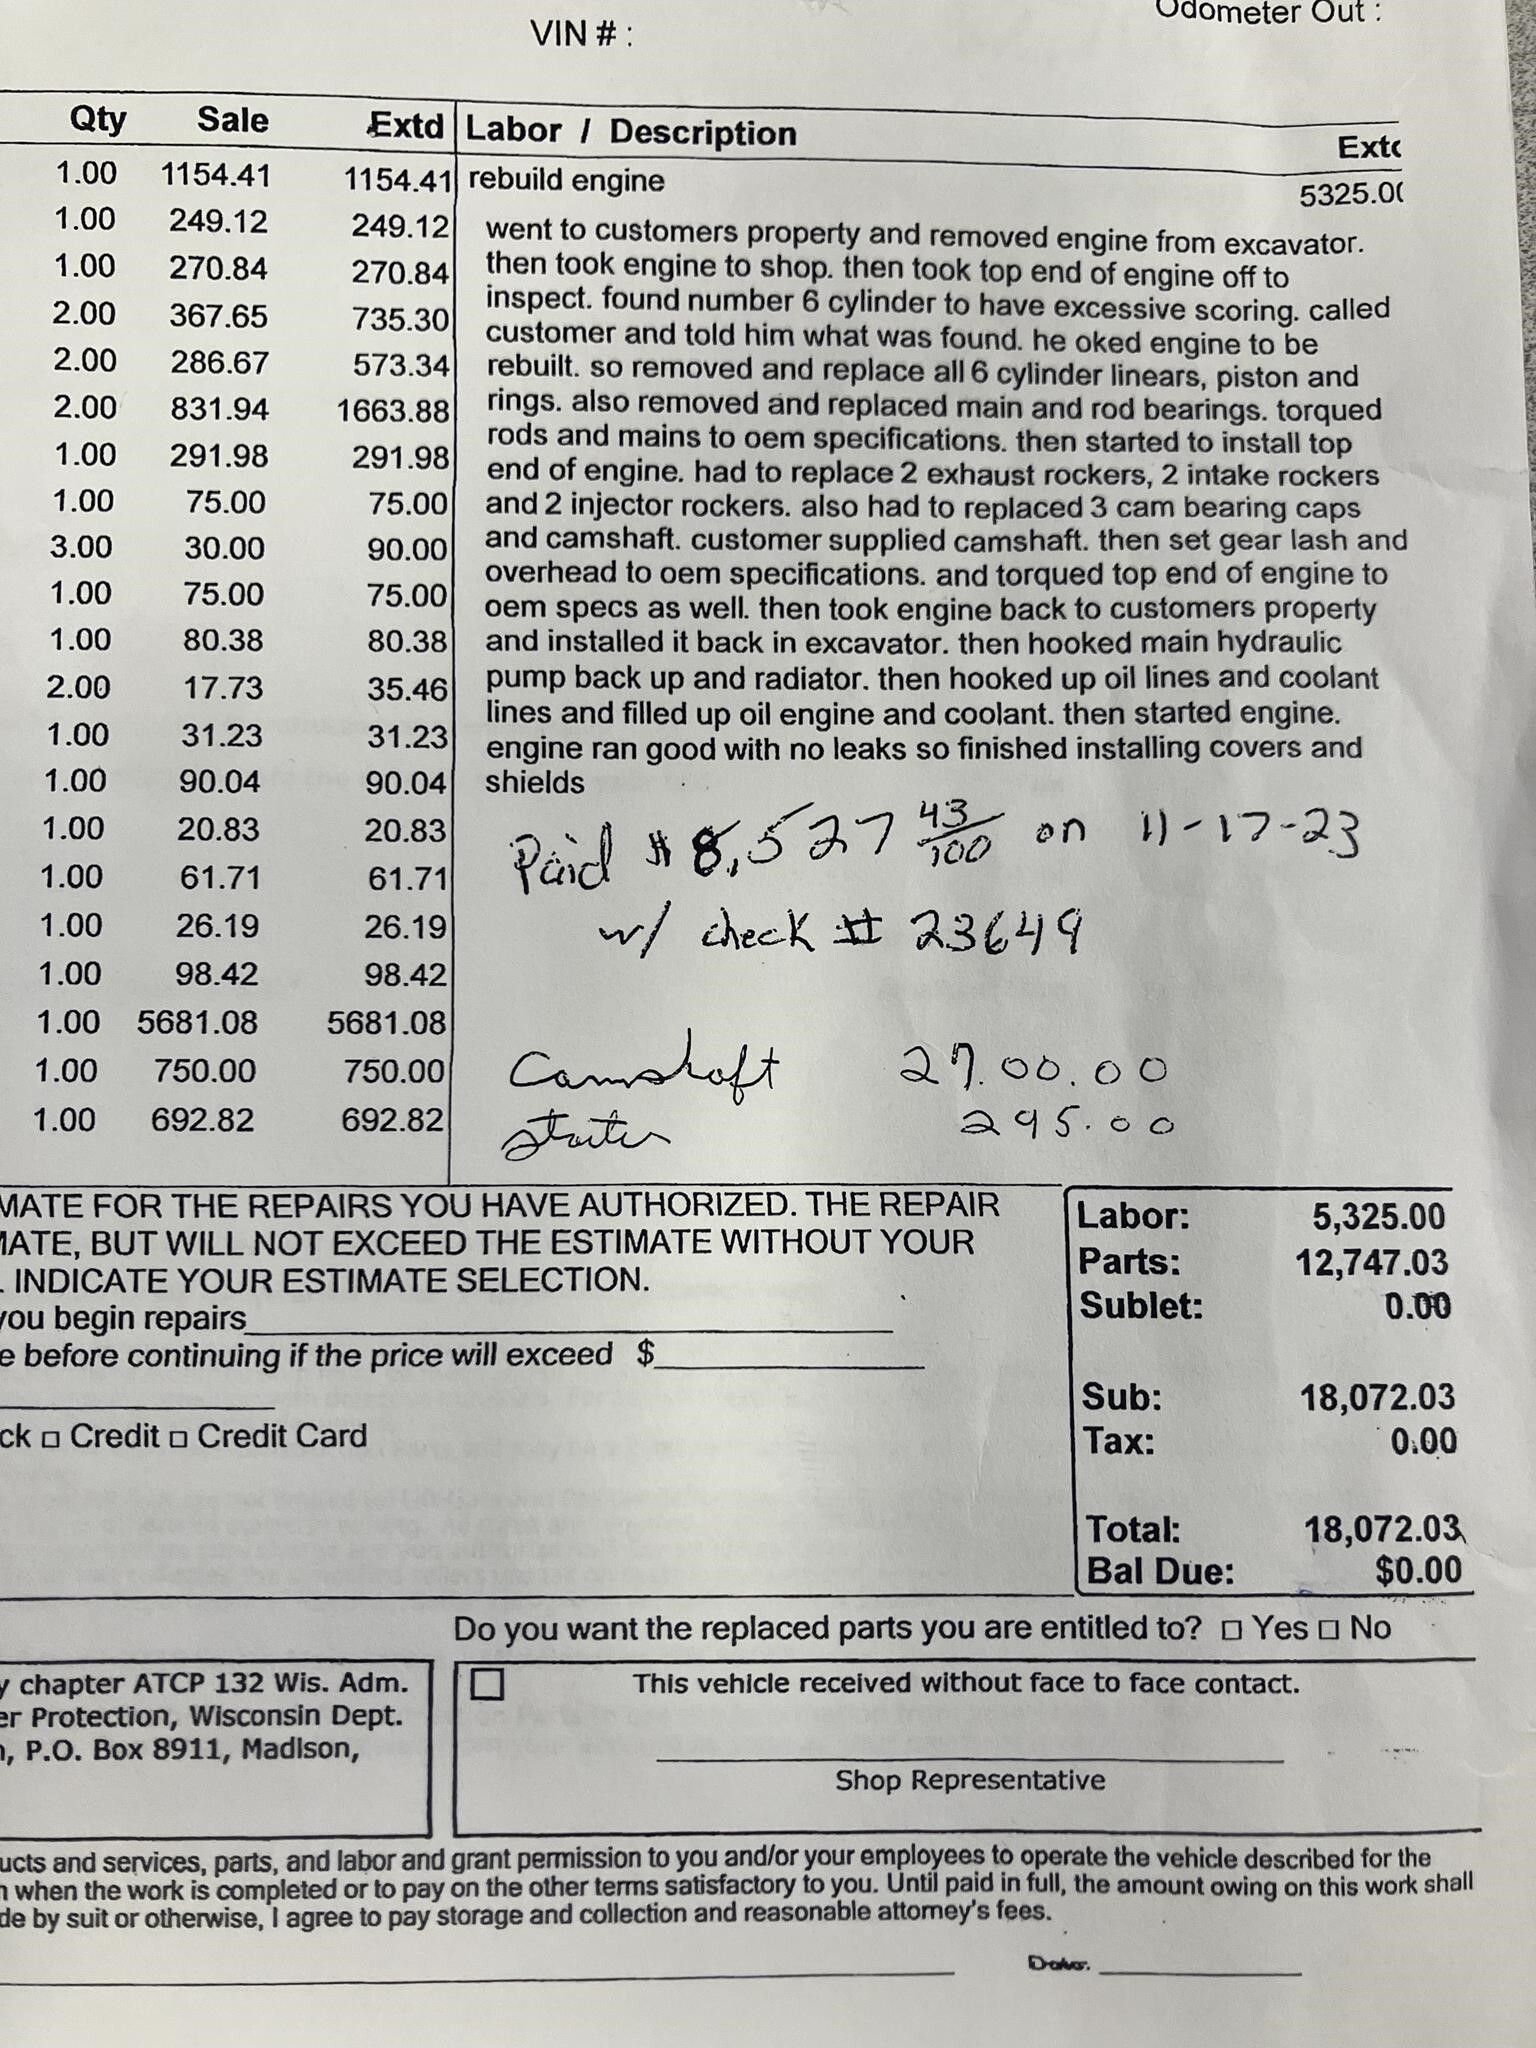 Odometer Out :
VIN # :
Qty Sale Extd Labor / Description Extd
1.00 1154.41 1154.41 rebuild engine 5325.00
1.00 249.12 249.12 went to customers property and removed engine from excavator.
1.00 270.84 270.84 then took engine to shop. then took top end of engine off to
inspect. found number 6 cylinder to have excessive scoring. called
2.00 367.65 735.30 customer and told him what was found. he oked engine to be
2.00 286.67 573.34 rebuilt. so removed and replace all 6 cylinder linears, piston and
2.00 831.94 1663.88 rings. also removed and replaced main and rod bearings. torqued
rods and mains to oem specifications. then started to install top
1.00 291.98 291.98 end of engine. had to replace 2 exhaust rockers, 2 intake rockers
1.00 75.00 75.00 and 2 injector rockers. also had to replaced 3 cam bearing caps
3.00 30.00 90.00 and camshaft. customer supplied camshaft. then set gear lash and
overhead to oem specifications. and torqued top end of engine to
1.00 75.00 75.00 oem specs as well. then took engine back to customers property
1.00 80.38 80.38 and installed it back in excavator. then hooked main hydraulic
2.00 17.73 35.46 pump back up and radiator. then hooked up oil lines and coolant
lines and filled up oil engine and coolant. then started engine.
1.00 31.23 31.23 engine ran good with no leaks so finished installing covers and
1.00 90.04 90.04 shields
1.00 20.83 20.83 Paid $8,527 43/100 on 11-17-23
1.00 61.71 61.71
1.00 26.19 26.19 w/ check # 23649
1.00 98.42 98.42
1.00 5681.08 5681.08
1.00 750.00 750.00 Camshaft 27.00.00
1.00 692.82 692.82 Starter 295.00
MATE FOR THE REPAIRS YOU HAVE AUTHORIZED. THE REPAIR Labor: 5,325.00
MATE, BUT WILL NOT EXCEED THE ESTIMATE WITHOUT YOUR Parts: 12,747.03
. INDICATE YOUR ESTIMATE SELECTION. Sublet: 0.00
you begin repairs
e before continuing if the price will exceed $
Sub: 18,072.03
ck □ Credit □ Credit Card Tax: 0.00
Total: 18,072.03
Bal Due: $0.00
Do you want the replaced parts you are entitled to? □ Yes □ No
y chapter ATCP 132 Wis. Adm. □ This vehicle received without face to face contact.
er Protection, Wisconsin Dept.
n, P.O. Box 8911, Madison,
Shop Representative
ucts and services, parts, and labor and grant permission to you and/or your employees to operate the vehicle described for the
n when the work is completed or to pay on the other terms satisfactory to you. Until paid in full, the amount owing on this work shall
de by suit or otherwise, I agree to pay storage and collection and reasonable attorney's fees.